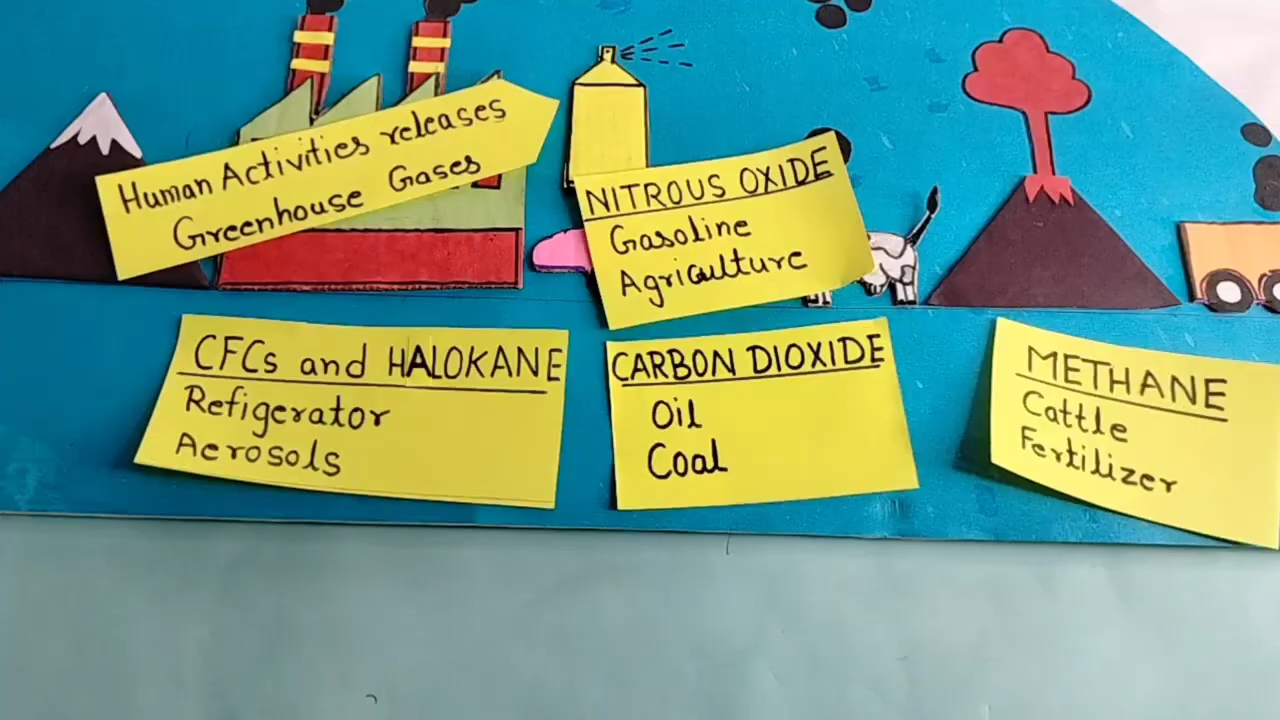 Human Activities releases
Greenhouse Gases
NITROUS OXIDE
Gasoline
Agriculture
CFCs and HALOKANE
Refigerator
Aerosols
CARBON DIOXIDE
Oil
Coal
METHANE
Cattle
Fertilizer